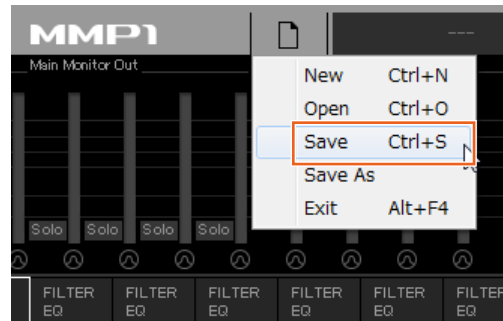 MMP1
---
Main Monitor Out
New Ctrl+N
Open Ctrl+O
Save Ctrl+S
Save As
Exit Alt+F4
Solo Solo Solo Solo
FILTER FILTER FILTER FILTER FILTER FILTER
EQ EQ EQ EQ EQ EQ